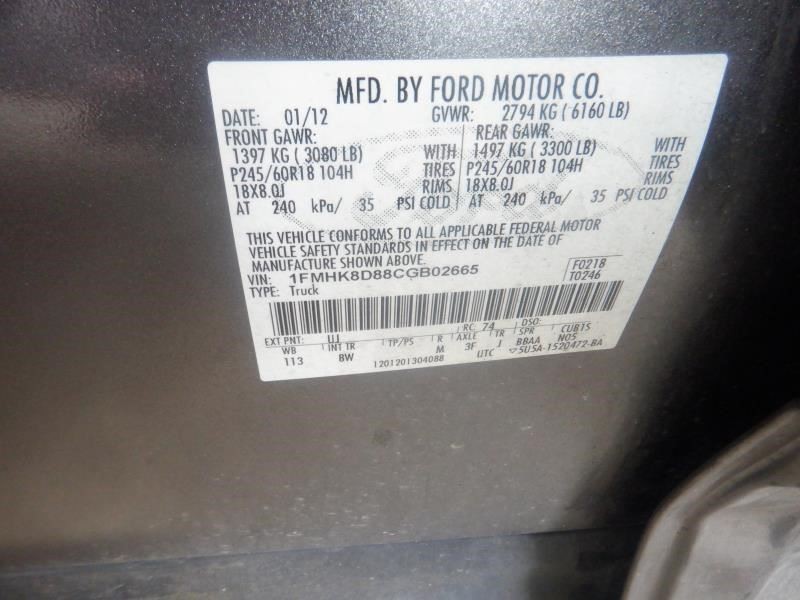 MFD. BY FORD MOTOR CO.
DATE: 01/12 GVWR: 2794 KG ( 6160 LB)
FRONT GAWR: REAR GAWR:
1397 KG ( 3080 LB) WITH 1497 KG ( 3300 LB) WITH
P245/60R18 104H TIRES P245/60R18 104H TIRES
18X8.0J RIMS 18X8.0J RIMS
AT 240 kPa/ 35 PSI COLD AT 240 kPa/ 35 PSI COLD
THIS VEHICLE CONFORMS TO ALL APPLICABLE FEDERAL MOTOR
VEHICLE SAFETY STANDARDS IN EFFECT ON THE DATE OF
MANUFACTURE SHOWN ABOVE.
VIN: 1FMHK8D88CGB02665 F0218
TYPE: Truck T0246
EXT PNT: UJ RC: 74 DSO:
WB INT TR TP/PS R AXLE TR SPR CUB1S
113 8W M 3F J BBAA NOS
1201201304088 UTC ▽5U5A-1520472-BA
Ford